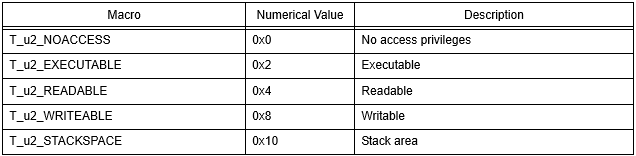 Macro Numerical Value Description
T_u2_NOACCESS 0x0 No access privileges
T_u2_EXECUTABLE 0x2 Executable
T_u2_READABLE 0x4 Readable
T_u2_WRITEABLE 0x8 Writable
T_u2_STACKSPACE 0x10 Stack area